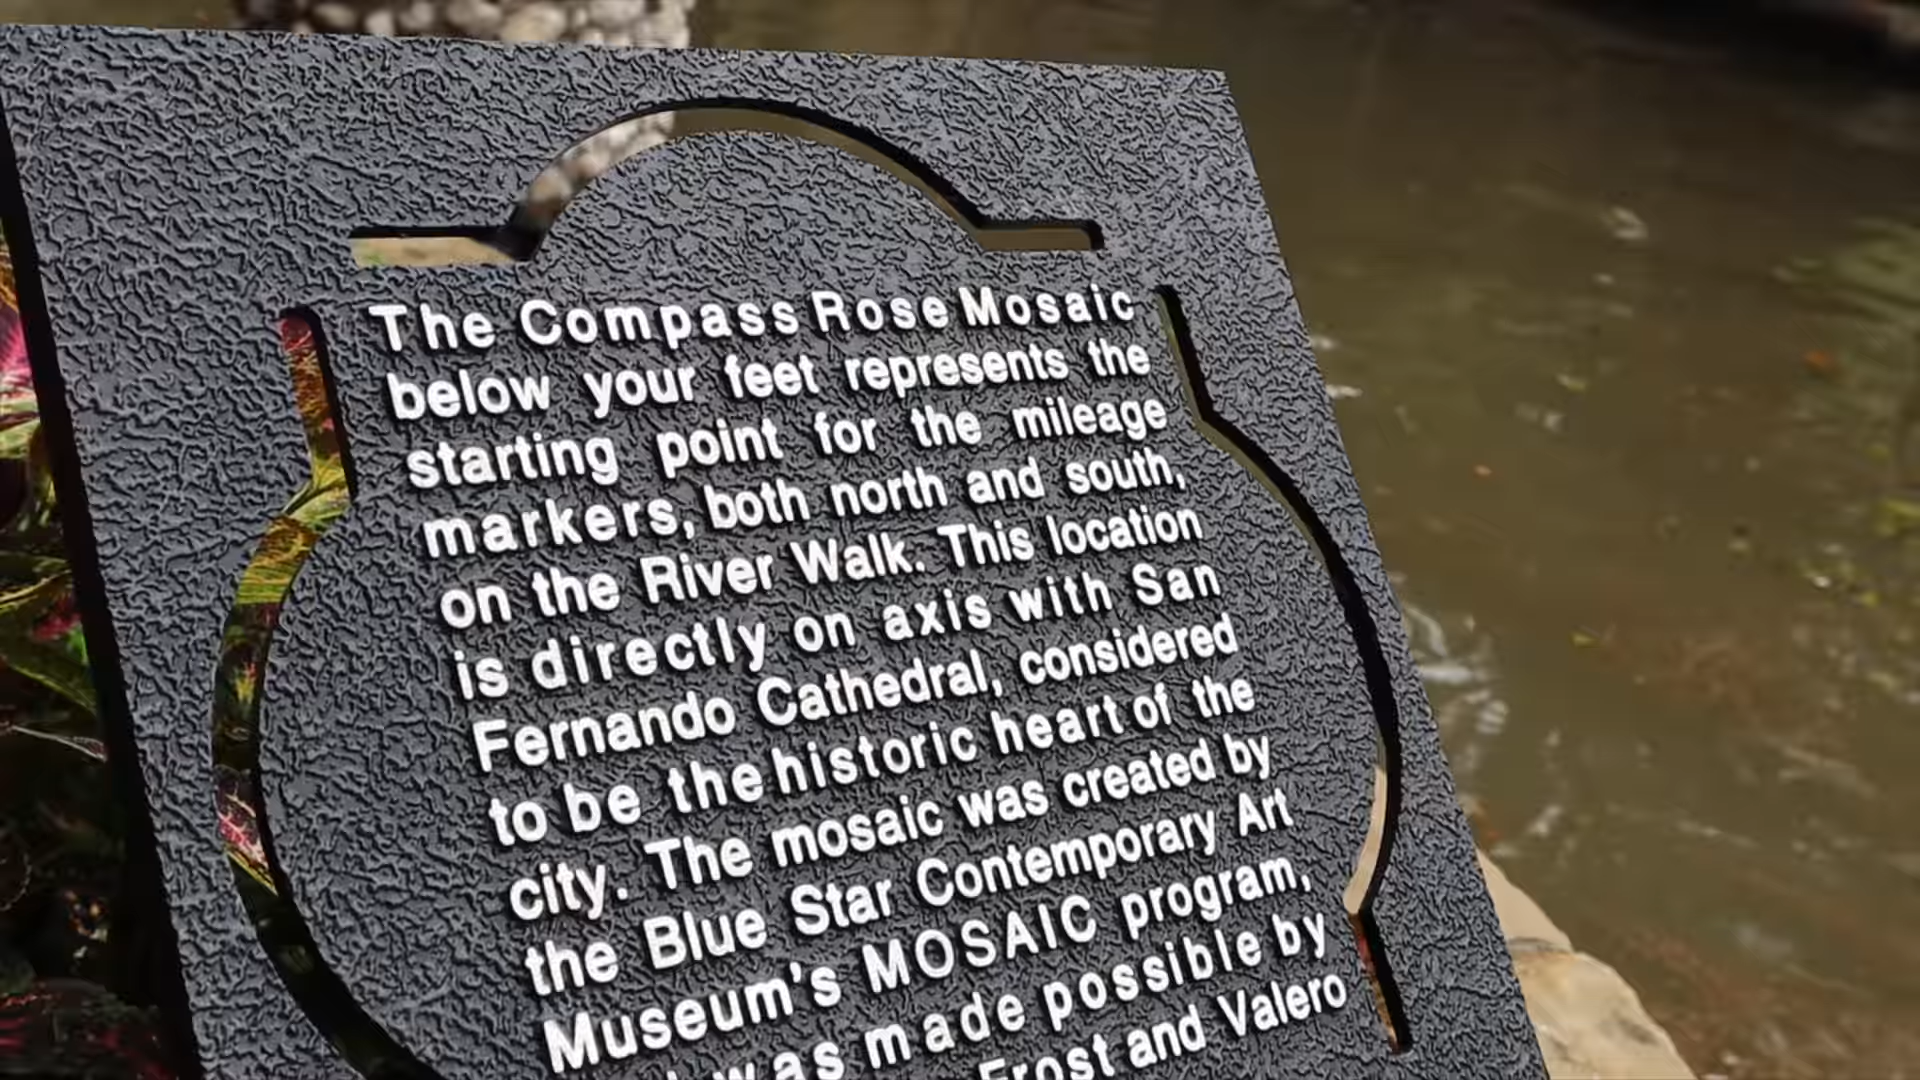 The Compass Rose Mosaic
below your feet represents the
starting point for the mileage
markers, both north and south,
on the River Walk. This location
is directly on axis with San
Fernando Cathedral, considered
to be the historic heart of the
city. The mosaic was created by
the Blue Star Contemporary Art
Museum's MOSAIC program,
was made possible by
Frost and Valero